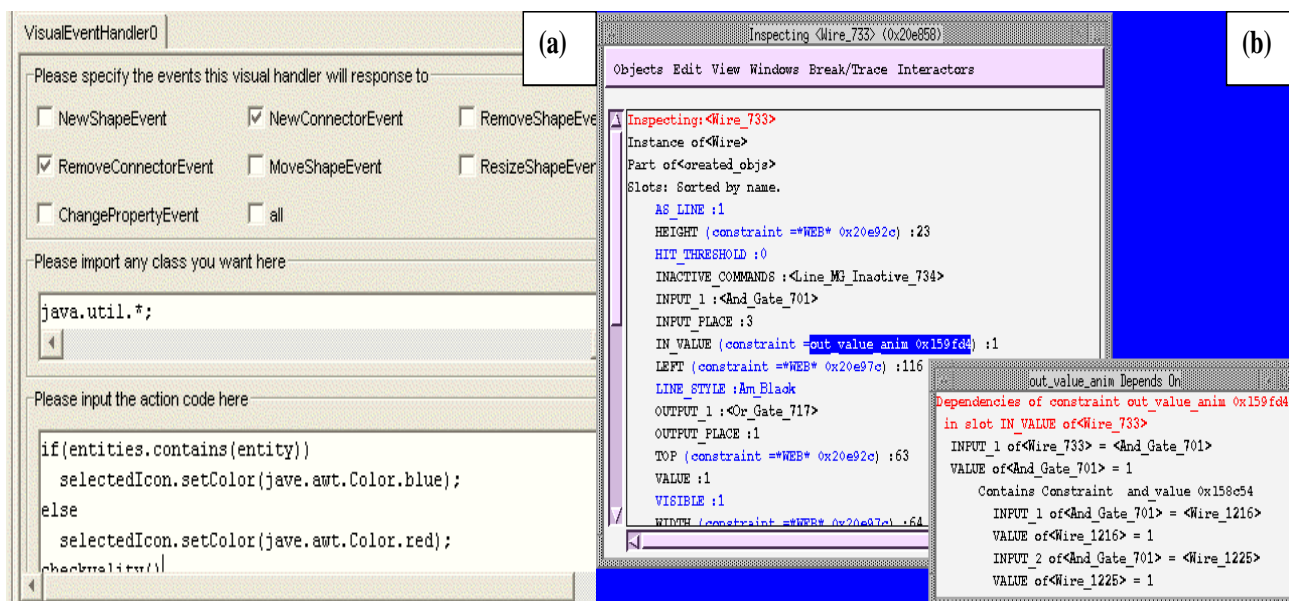 VisualEventHandler0
(a)
Please specify the events this visual handler will response to
NewShapeEvent
NewConnectorEvent
RemoveShapeEve
RemoveConnectorEvent
MoveShapeEvent
ResizeShapeEven
ChangePropertyEvent
all
Please import any class you want here
java.util.*;
Please input the action code here
if(entities.contains(entity))
selectedIcon.setColor(jave.awt.Color.blue);
else
selectedIcon.setColor(jave.awt.Color.red);
checkvality()
Inspecting <Wire_733> (0x20e858)
(b)
Objects Edit View Windows Break/Trace Interactors
Inspecting:<Wire_733>
Instance of<Wire>
Part of<created_objs>
Slots: Sorted by name.
AS_LINE :1
HEIGHT (constraint =*WEB* 0x20e92c) :23
HIT_THRESHOLD :0
INACTIVE_COMMANDS :<Line_MG_Inactive_734>
INPUT_1 :<And_Gate_701>
INPUT_PLACE :3
IN_VALUE (constraint =out_value_anim 0x159fd4) :1
LEFT (constraint =*WEB* 0x20e97c) :116
LINE_STYLE :Am_Black
OUTPUT_1 :<Or_Gate_717>
OUTPUT_PLACE :1
TOP (constraint =*WEB* 0x20e92c) :63
VALUE :1
VISIBLE :1
WIDTH (constraint =*WEB* 0x20e97c) :64
out_value_anim Depends On
Dependencies of constraint out_value_anim 0x159fd4
in slot IN_VALUE of<Wire_733>
INPUT_1 of<Wire_733> = <And_Gate_701>
VALUE of<And_Gate_701> = 1
Contains Constraint and_value 0x158c54
INPUT_1 of<And_Gate_701> = <Wire_1216>
VALUE of<Wire_1216> = 1
INPUT_2 of<And_Gate_701> = <Wire_1225>
VALUE of<Wire_1225> = 1